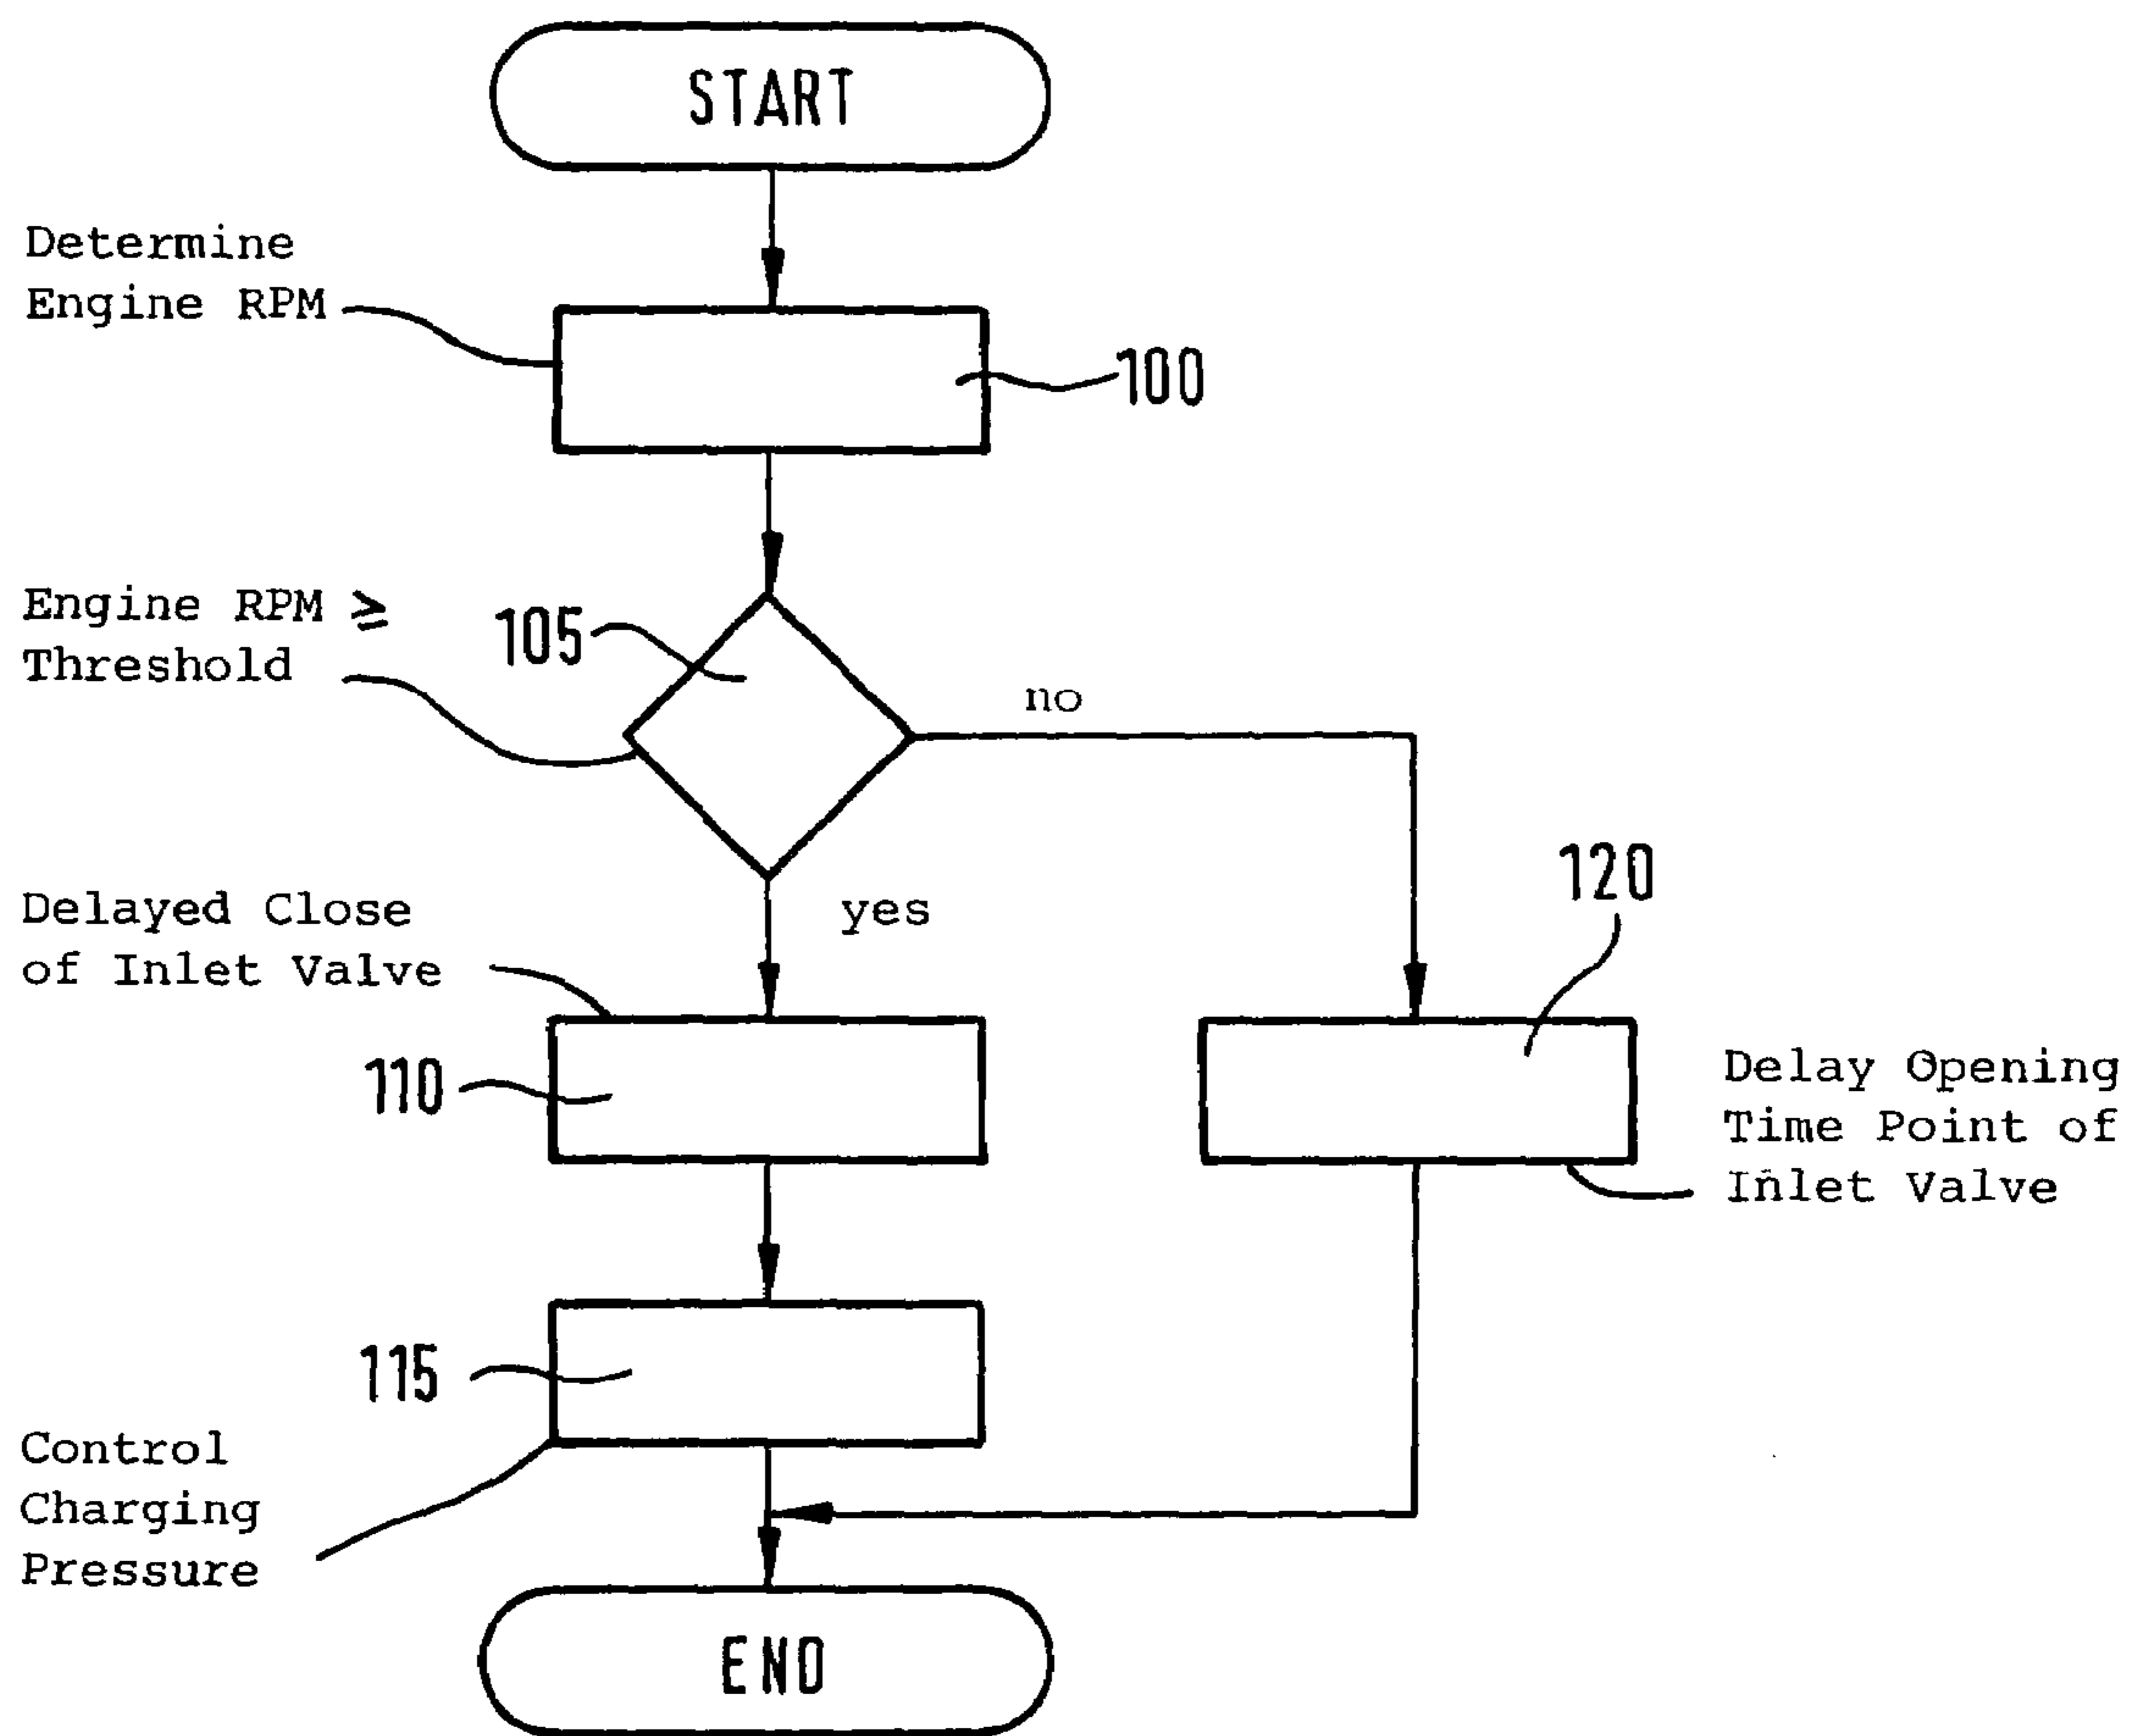 START
Determine
Engine RPM
100
Engine RPM ≥
Threshold
105
no
yes
Delayed Close
of Inlet Valve
110
120
Delay Opening
Time Point of
Inlet Valve
115
Control
Charging
Pressure
END